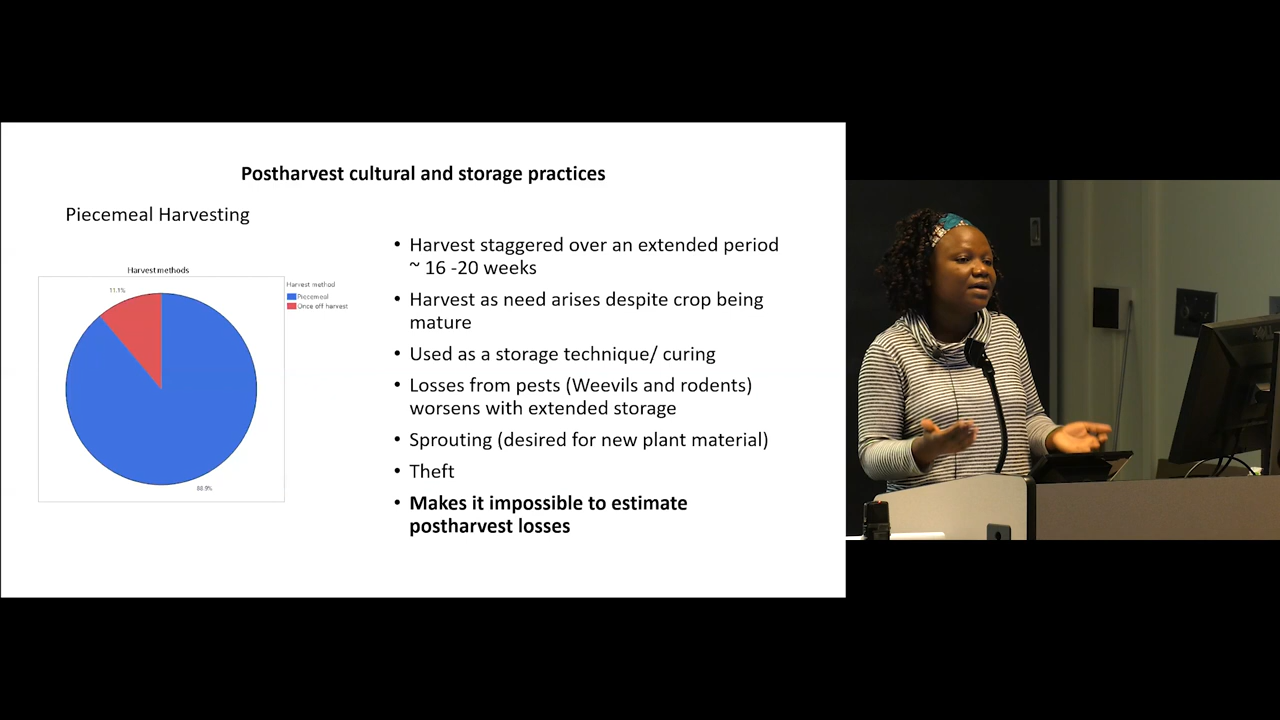 Postharvest cultural and storage practices
Piecemeal Harvesting
Harvest methods
11.1%
88.9%
Harvest method
Piecemeal
Once off harvest
• Harvest staggered over an extended period
~ 16 -20 weeks
• Harvest as need arises despite crop being
mature
• Used as a storage technique/ curing
• Losses from pests (Weevils and rodents)
worsens with extended storage
• Sprouting (desired for new plant material)
• Theft
• Makes it impossible to estimate
postharvest losses
DELL